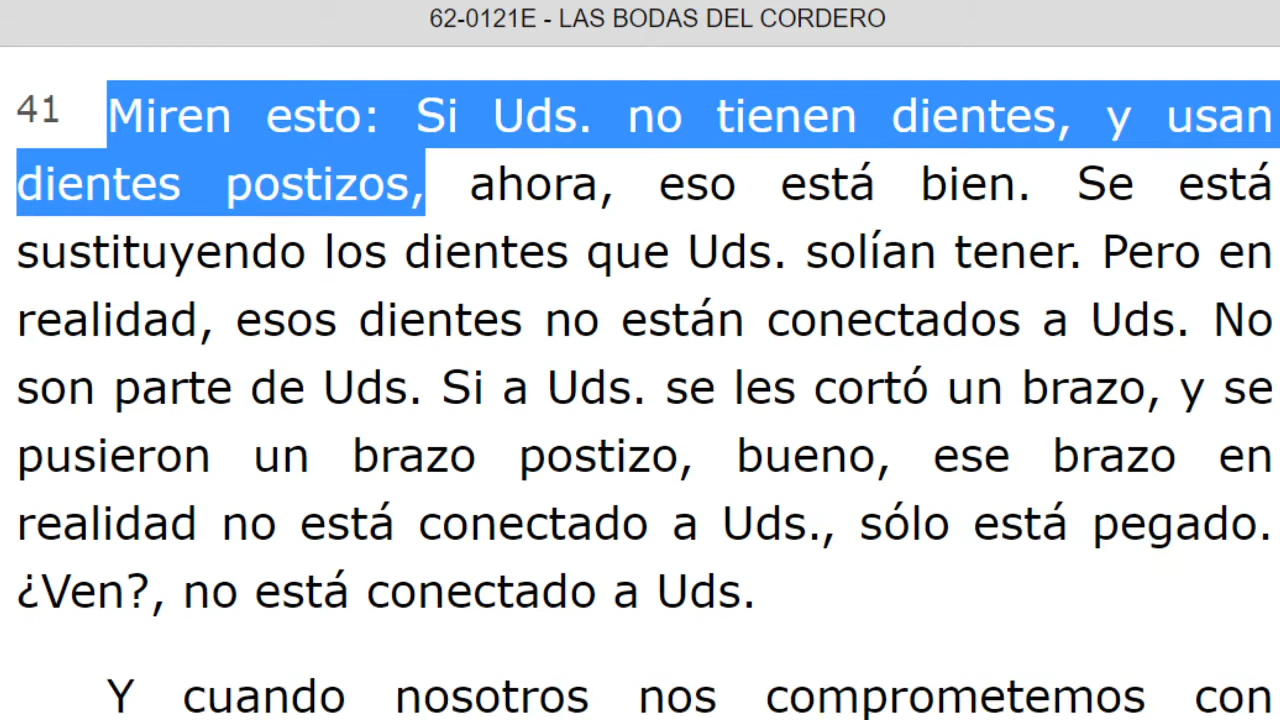 62-0121E - LAS BODAS DEL CORDERO
41 Miren esto: Si Uds. no tienen dientes, y usan
dientes postizos, ahora, eso está bien. Se está
sustituyendo los dientes que Uds. solían tener. Pero en
realidad, esos dientes no están conectados a Uds. No
son parte de Uds. Si a Uds. se les cortó un brazo, y se
pusieron un brazo postizo, bueno, ese brazo en
realidad no está conectado a Uds., sólo está pegado.
¿Ven?, no está conectado a Uds.
Y cuando nosotros nos comprometemos con